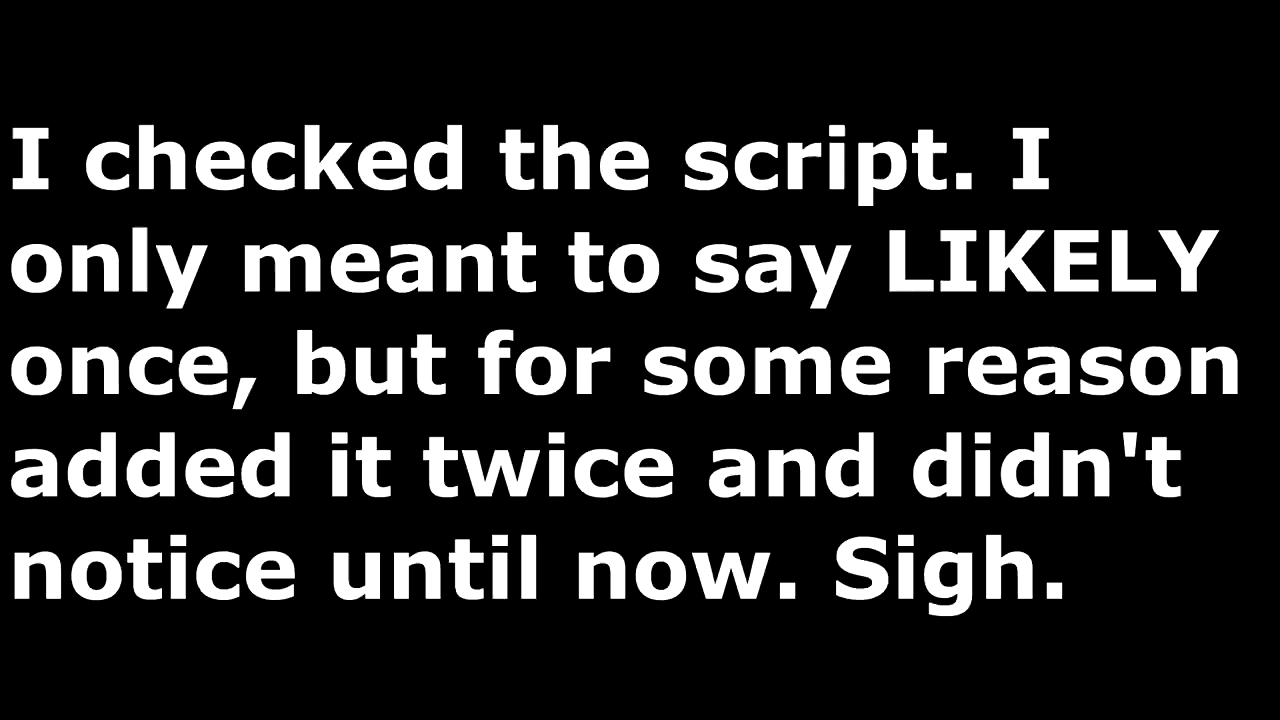 I checked the script. I
only meant to say LIKELY
once, but for some reason
added it twice and didn't
notice until now. Sigh.